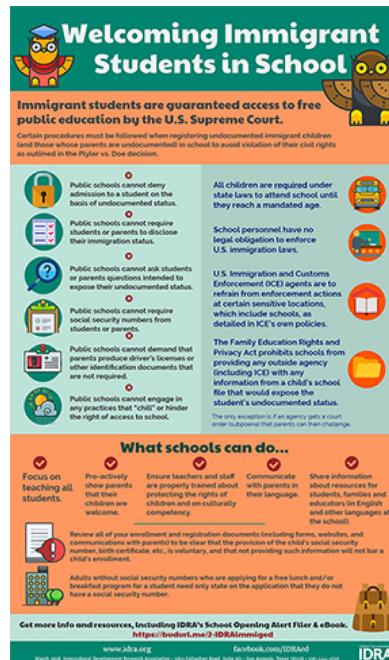 Welcoming Immigrant
Students in School
Immigrant students are guaranteed access to free
public education by the U.S. Supreme Court.
Certain procedures must be followed when registering undocumented immigrant children
(and those whose parents are undocumented) in school to avoid violation of their civil rights
as outlined in the Plyler vs. Doe decision.
Public schools cannot deny
admission to a student on the
basis of undocumented status.
Public schools cannot require
students or parents to disclose
their immigration status.
Public schools cannot ask students
or parents questions intended to
expose their undocumented status.
Public schools cannot require
social security numbers from
students or parents.
Public schools cannot demand that
parents produce driver's licenses or
other identification documents that
are not required.
Public schools cannot engage in
any practices that "chill" or hinder
the right of access to school.
All children are required under
state laws to attend school until
they reach a mandated age.
School personnel have no
legal obligation to enforce
U.S. immigration laws.
U.S. Immigration and Customs
Enforcement (ICE) agents are to
refrain from enforcement actions
at certain sensitive locations,
which include schools, as
detailed in ICE's own policies.
The Family Education Rights and
Privacy Act prohibits schools from
providing any outside agency
(including ICE) with any
information from a child's school
file that would expose the
student's undocumented status.
The only exception is if an agency gets a court
order (subpoena) that parents can then challenge.
What schools can do...
Focus on
teaching all
students.
Pro-actively
show parents
that their
children are
welcome.
Ensure teachers and staff
are properly trained about
protecting the rights of
children and on cultural
competency.
Communicate
with parents in
their language.
Share information
about resources for
students, families and
educators (in English
and other languages at
the school).
Review all of your enrollment and registration documents (including forms, websites, and
communications with parents) to be clear that the provision of the child's social security
number, birth certificate, etc., is voluntary, and that not providing such information will not bar a
child's enrollment.
Adults without social security numbers who are applying for a free lunch and/or
breakfast program for a student need only state on the application that they do not
have a social security number.
Get more info and resources, including IDRA's School Opening Alert Flier & eBook.
https://budurl.me/2-IDRAimmiged
www.idra.org
facebook.com/IDRAed
IDRA